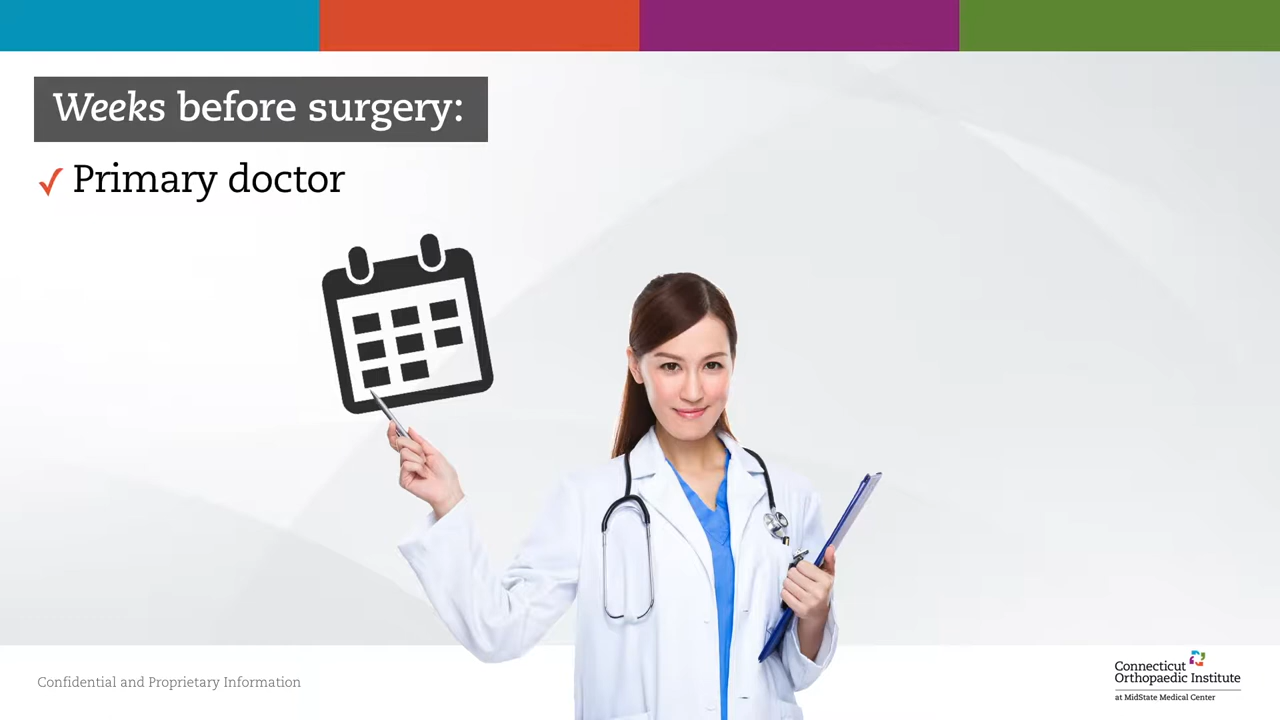 Weeks before surgery:
✓ Primary doctor
Confidential and Proprietary Information
Connecticut
Orthopaedic Institute
at MidState Medical Center